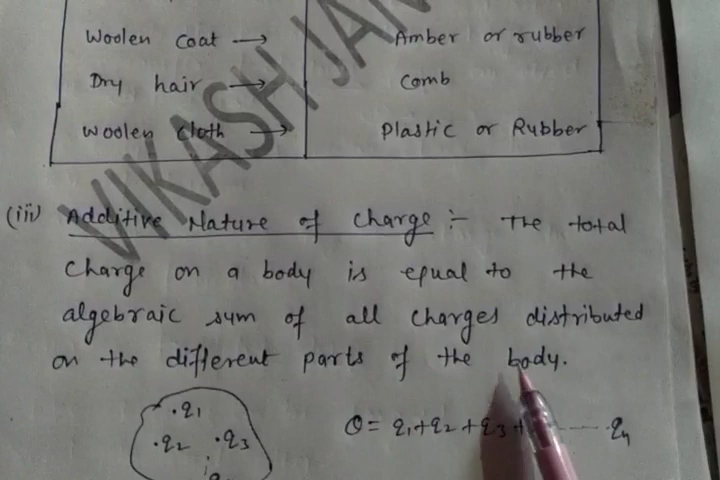 Woolen coat → Amber or rubber
Dry hair → comb
Woolen cloth → Plastic or Rubber
VIKASH JAN
(iii) Additive Nature of charge :- The total
charge on a body is equal to the
algebraic sum of all charges distributed
on the different parts of the body.
.q1
.q2 .q3 Q = q1+q2+q3+ ...... qn